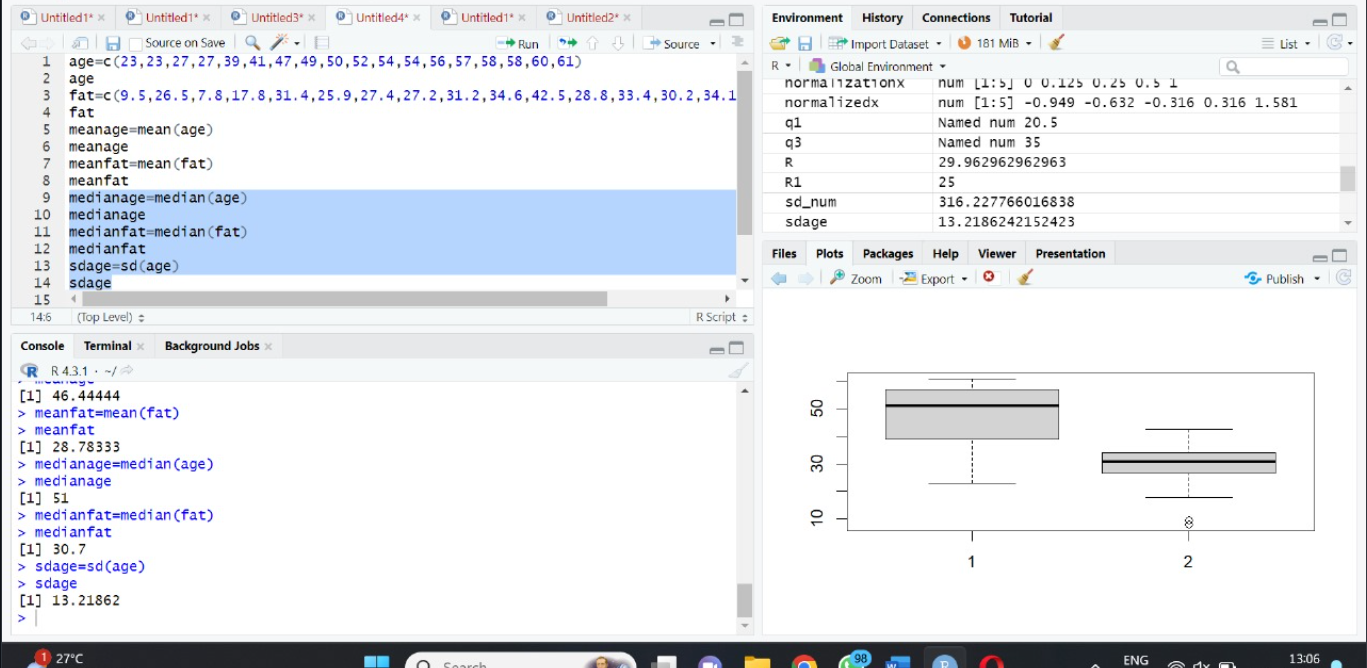 Untitled1* × Untitled1* × Untitled3* × Untitled4* × Untitled1* × Untitled2* ×
Source on Save Run Source
1 age=c(23,23,27,27,39,41,47,49,50,52,54,54,56,57,58,58,60,61)
2 age
3 fat=c(9.5,26.5,7.8,17.8,31.4,25.9,27.4,27.2,31.2,34.6,42.5,28.8,33.4,30.2,34.1
4 fat
5 meanage=mean(age)
6 meanage
7 meanfat=mean(fat)
8 meanfat
9 medianage=median(age)
10 medianage
11 medianfat=median(fat)
12 medianfat
13 sdage=sd(age)
14 sdage
15
14:6 (Top Level) R Script
Console Terminal × Background Jobs ×
R R 4.3.1 · ~/
> meanage
[1] 46.44444
> meanfat=mean(fat)
> meanfat
[1] 28.78333
> medianage=median(age)
> medianage
[1] 51
> medianfat=median(fat)
> medianfat
[1] 30.7
> sdage=sd(age)
> sdage
[1] 13.21862
>
Environment History Connections Tutorial
Import Dataset 181 MiB List
R Global Environment
normalizationx num [1:5] 0 0.125 0.25 0.5 1
normalizedx num [1:5] -0.949 -0.632 -0.316 0.316 1.581
q1 Named num 20.5
q3 Named num 35
R 29.962962962963
R1 25
sd_num 316.227766016838
sdage 13.2186242152423
Files Plots Packages Help Viewer Presentation
Zoom Export Publish
50
30
10
1 2
1 27°C Search 98 W R ENG 13:06